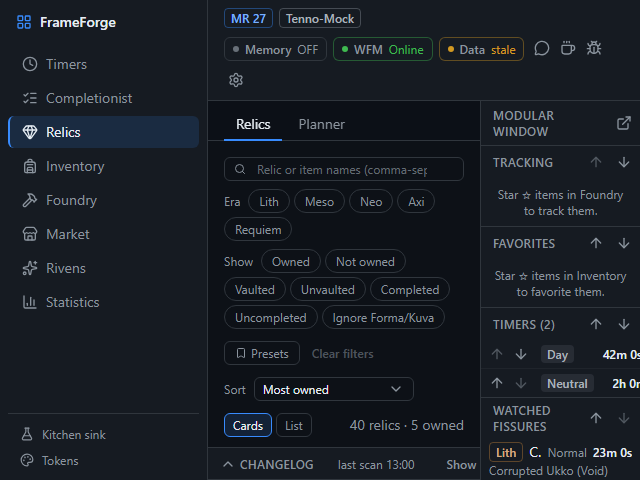 FrameForge
Timers
Completionist
Relics
Inventory
Foundry
Market
Rivens
Statistics
Kitchen sink
Tokens
MR 27
Tenno-Mock
Memory OFF
WFM Online
Data stale
Relics
Planner
Relic or item names (comma-sep
Era
Lith
Meso
Neo
Axi
Requiem
Show
Owned
Not owned
Vaulted
Unvaulted
Completed
Uncompleted
Ignore Forma/Kuva
Presets
Clear filters
Sort
Most owned
Cards
List
40 relics · 5 owned
CHANGELOG
last scan 13:00
Show
MODULAR
WINDOW
TRACKING
Star ☆ items in Foundry
to track them.
FAVORITES
Star ☆ items in Inventory
to favorite them.
TIMERS (2)
Day
42m 0s
Neutral
2h 0m
WATCHED
FISSURES
Lith C. Normal 23m 0s
Corrupted Ukko (Void)